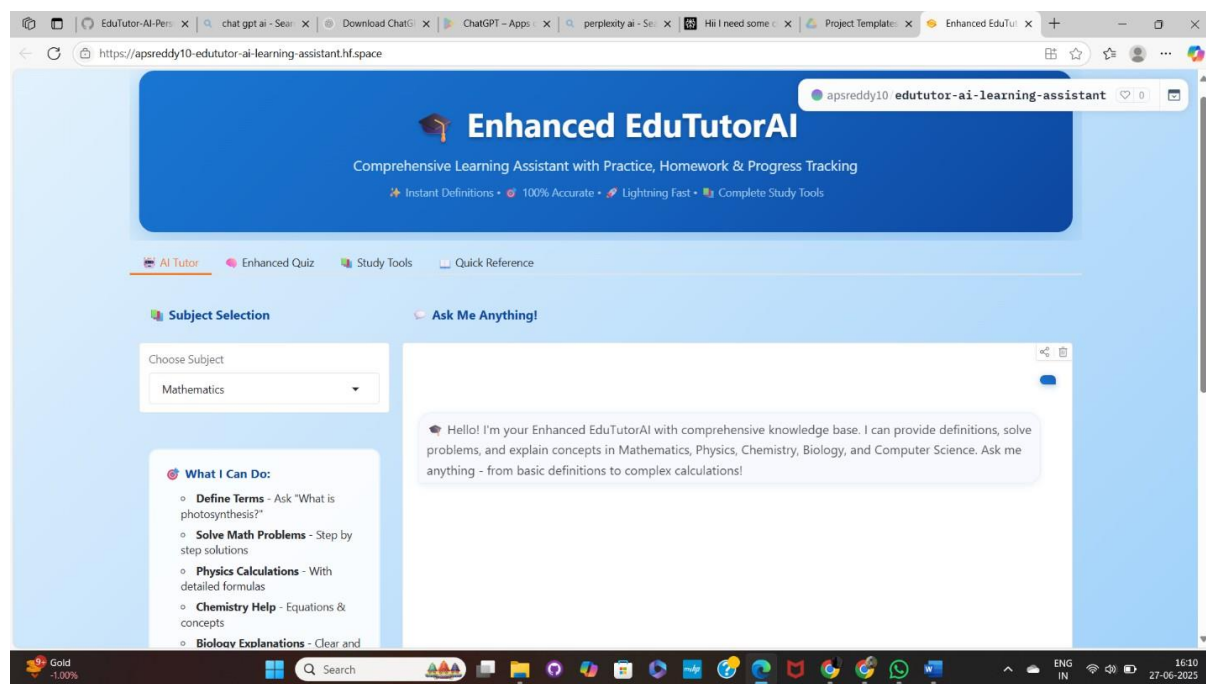 EduTutor-AI-Pers
chat gpt ai - Sear
Download ChatG
ChatGPT – Apps
perplexity ai - Se
Hii I need some c
Project Template
Enhanced EduTut
https://apsreddy10-edututor-ai-learning-assistant.hf.space
apsreddy10/edututor-ai-learning-assistant 0
Enhanced EduTutorAI
Comprehensive Learning Assistant with Practice, Homework & Progress Tracking
Instant Definitions • 100% Accurate • Lightning Fast • Complete Study Tools
AI Tutor Enhanced Quiz Study Tools Quick Reference
Subject Selection
Choose Subject
Mathematics
What I Can Do:
Define Terms - Ask "What is
photosynthesis?"
Solve Math Problems - Step by
step solutions
Physics Calculations - With
detailed formulas
Chemistry Help - Equations &
concepts
Biology Explanations - Clear and
Ask Me Anything!
Hello! I'm your Enhanced EduTutorAI with comprehensive knowledge base. I can provide definitions, solve
problems, and explain concepts in Mathematics, Physics, Chemistry, Biology, and Computer Science. Ask me
anything - from basic definitions to complex calculations!
9+
Gold
-1.00%
Search
ENG
IN
16:10
27-06-2025